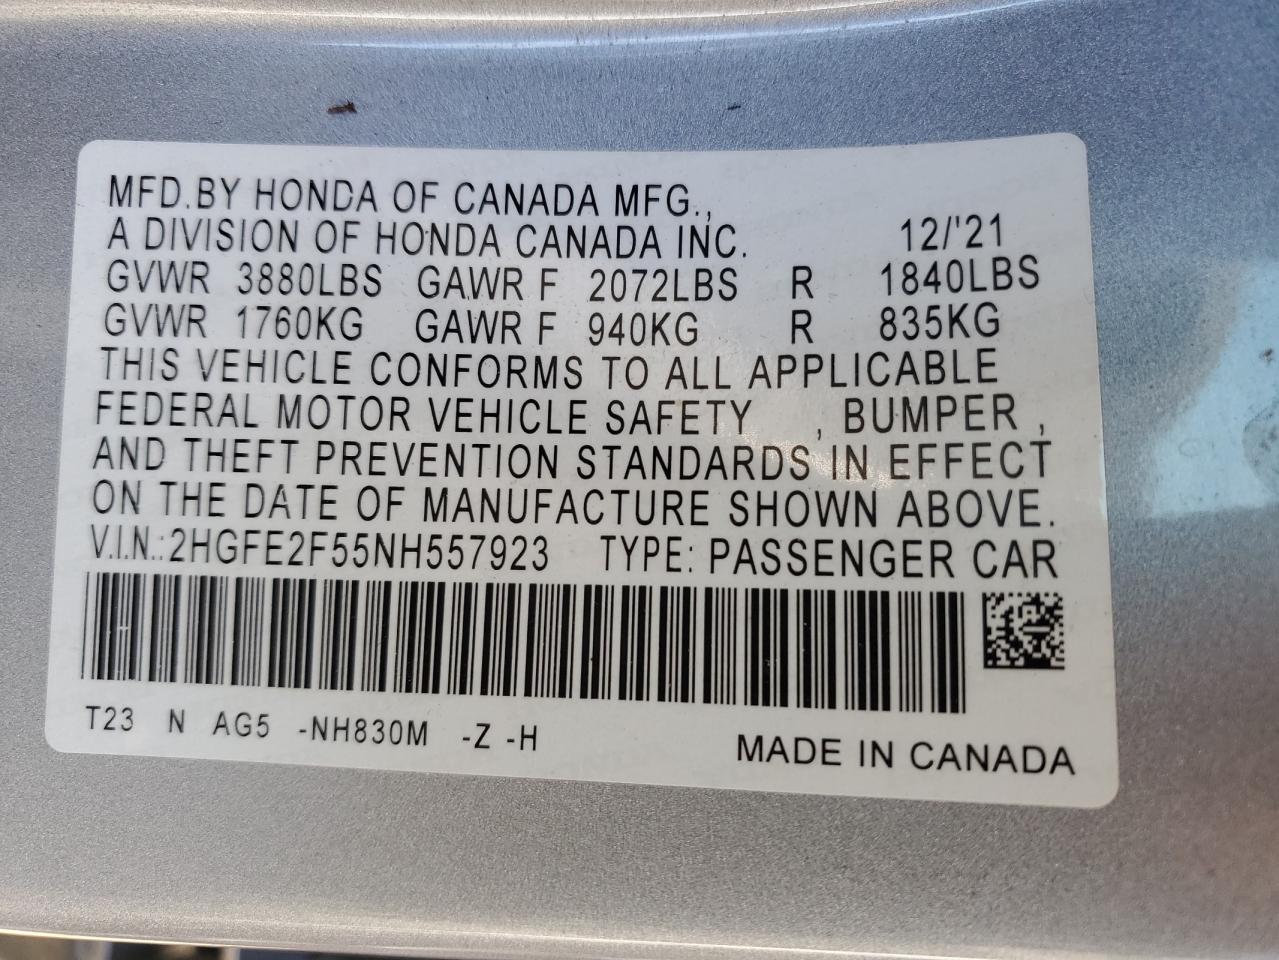 MFD.BY HONDA OF CANADA MFG.,
A DIVISION OF HONDA CANADA INC. 12/'21
GVWR 3880LBS GAWR F 2072LBS R 1840LBS
GVWR 1760KG GAWR F 940KG R 835KG
THIS VEHICLE CONFORMS TO ALL APPLICABLE
FEDERAL MOTOR VEHICLE SAFETY , BUMPER ,
AND THEFT PREVENTION STANDARDS IN EFFECT
ON THE DATE OF MANUFACTURE SHOWN ABOVE.
V.I.N.:2HGFE2F55NH557923 TYPE: PASSENGER CAR
T23 N AG5 -NH830M -Z -H
MADE IN CANADA